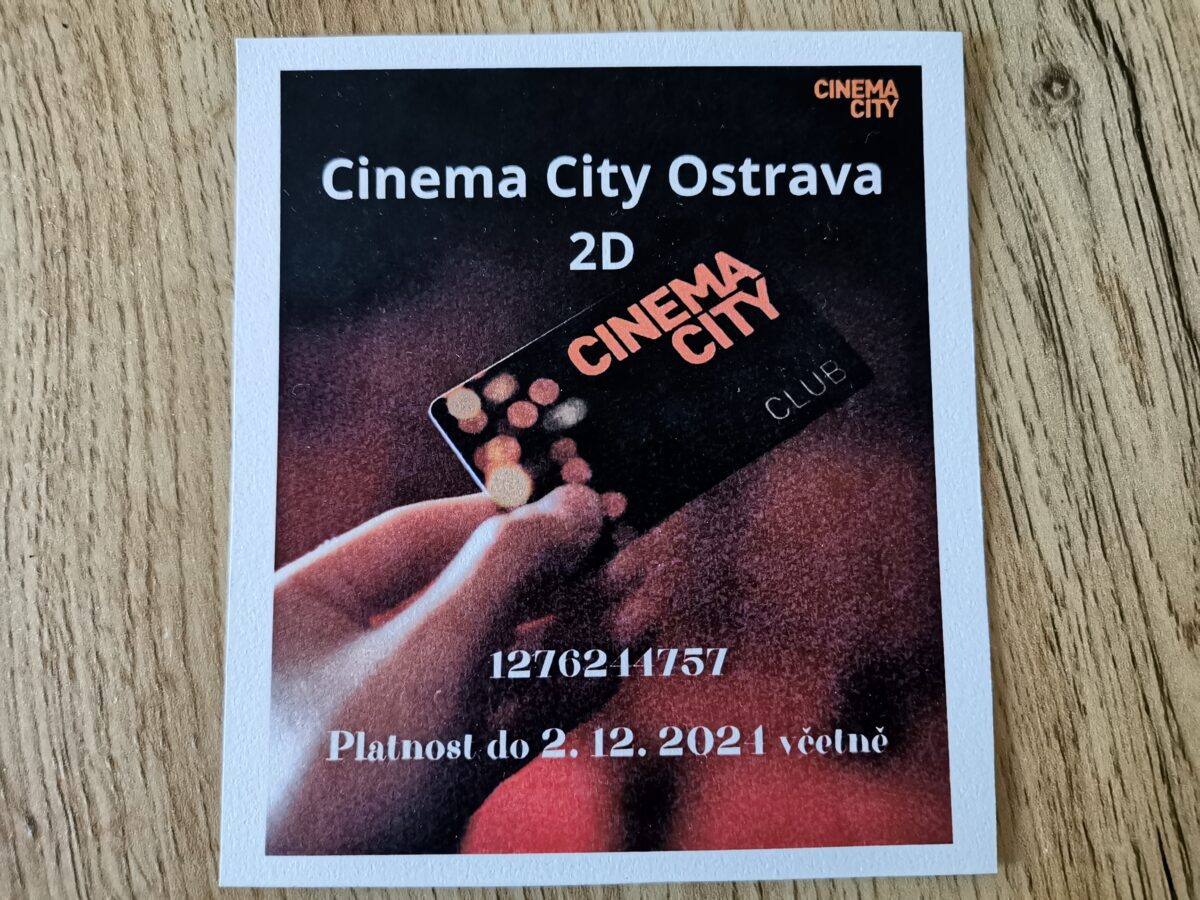 CINEMA
CITY
Cinema City Ostrava
2D
CINEMA
CITY
CLUB
1276244757
Platnost do 2. 12. 2024 včetně